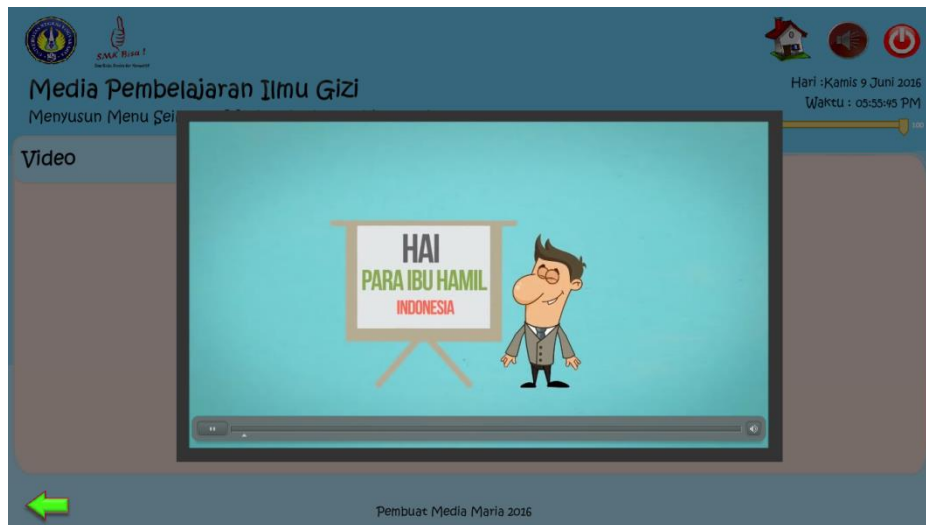 SMK Bisa!
Media Pembelajaran Ilmu Gizi
Menyusun Menu
Hari :Kamis 9 Juni 2016
Waktu : 05:55:45 PM
100
Video
HAI
PARA IBU HAMIL
INDONESIA
Pembuat Media Maria 2016